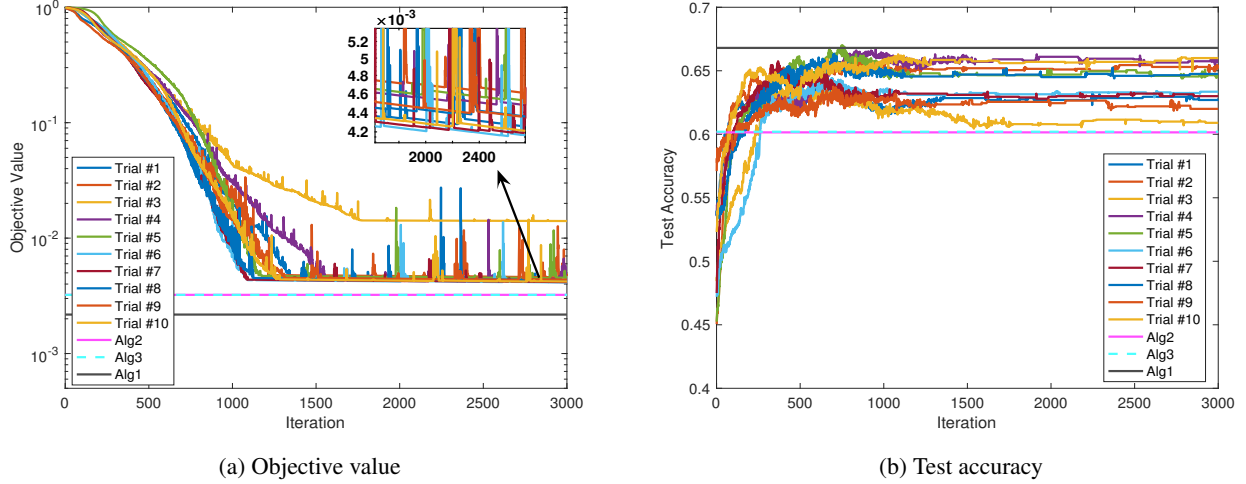 ×10⁻³
5.2
5
4.8
4.6
4.4
4.2
2000 2200 2400
10⁰
10⁻¹
10⁻²
10⁻³
Objective Value
Trial #1
Trial #2
Trial #3
Trial #4
Trial #5
Trial #6
Trial #7
Trial #8
Trial #9
Trial #10
Alg2
Alg3
Alg1
0 500 1000 1500 2000 2500 3000
Iteration
(a) Objective value
0.7
0.65
0.6
0.55
0.5
0.45
0.4
Test Accuracy
Trial #1
Trial #2
Trial #3
Trial #4
Trial #5
Trial #6
Trial #7
Trial #8
Trial #9
Trial #10
Alg2
Alg3
Alg1
0 500 1000 1500 2000 2500 3000
Iteration
(b) Test accuracy